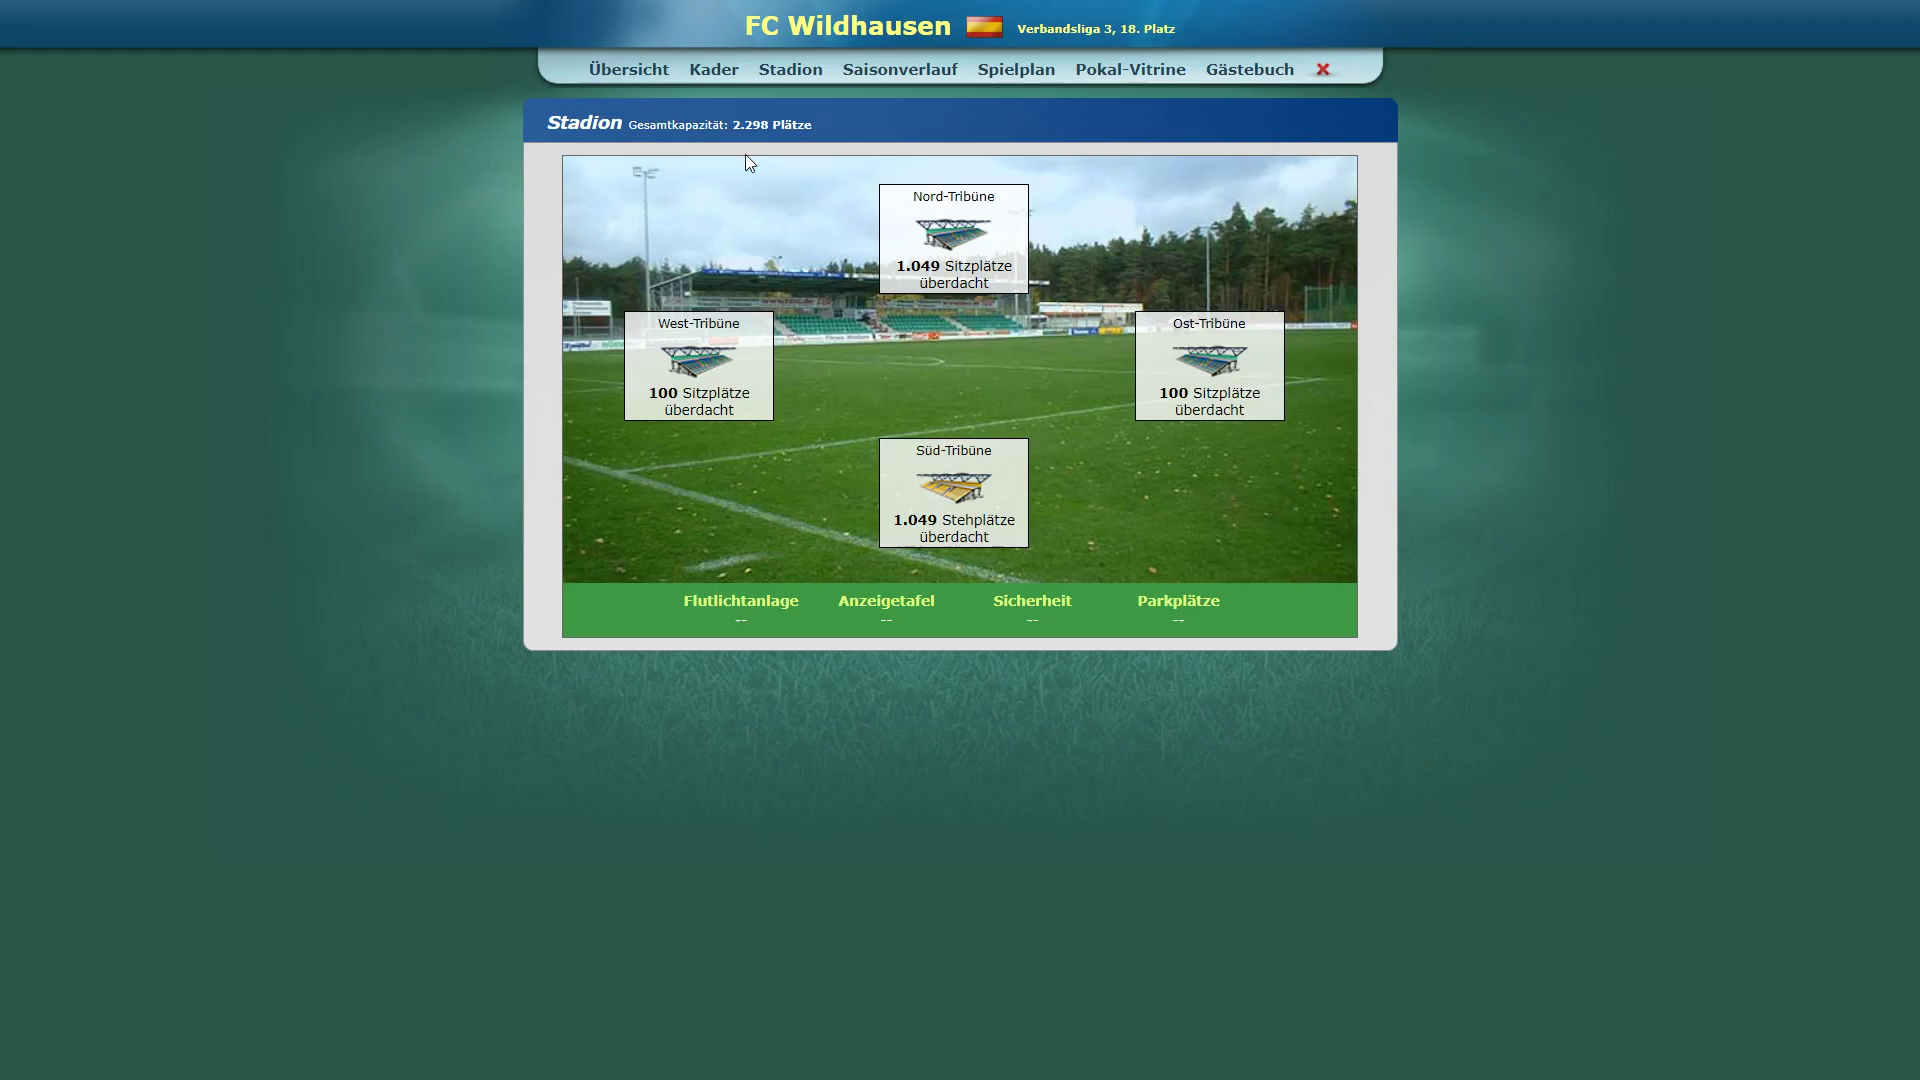 FC Wildhausen Verbandsliga 3, 18. Platz
Übersicht Kader Stadion Saisonverlauf Spielplan Pokal-Vitrine Gästebuch
Stadion Gesamtkapazität: 2.298 Plätze
Nord-Tribüne
1.049 Sitzplätze
überdacht
West-Tribüne
100 Sitzplätze
überdacht
Ost-Tribüne
100 Sitzplätze
überdacht
Süd-Tribüne
1.049 Stehplätze
überdacht
Flutlichtanlage Anzeigetafel Sicherheit Parkplätze
-- -- -- --